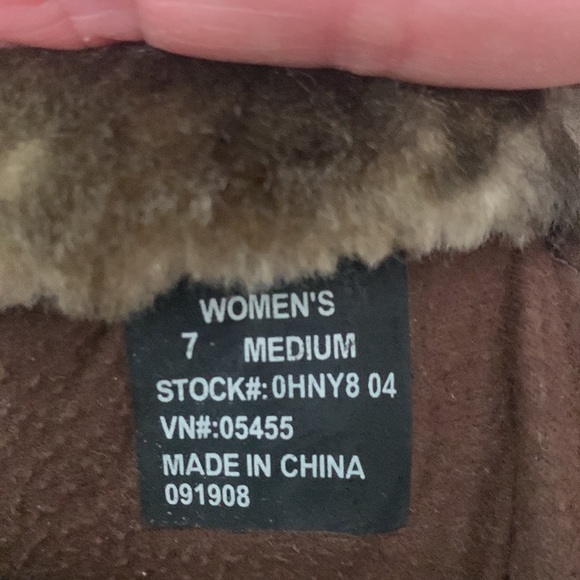 WOMEN'S
7 MEDIUM
STOCK#:0HNY8 04
VN#:05455
MADE IN CHINA
091908